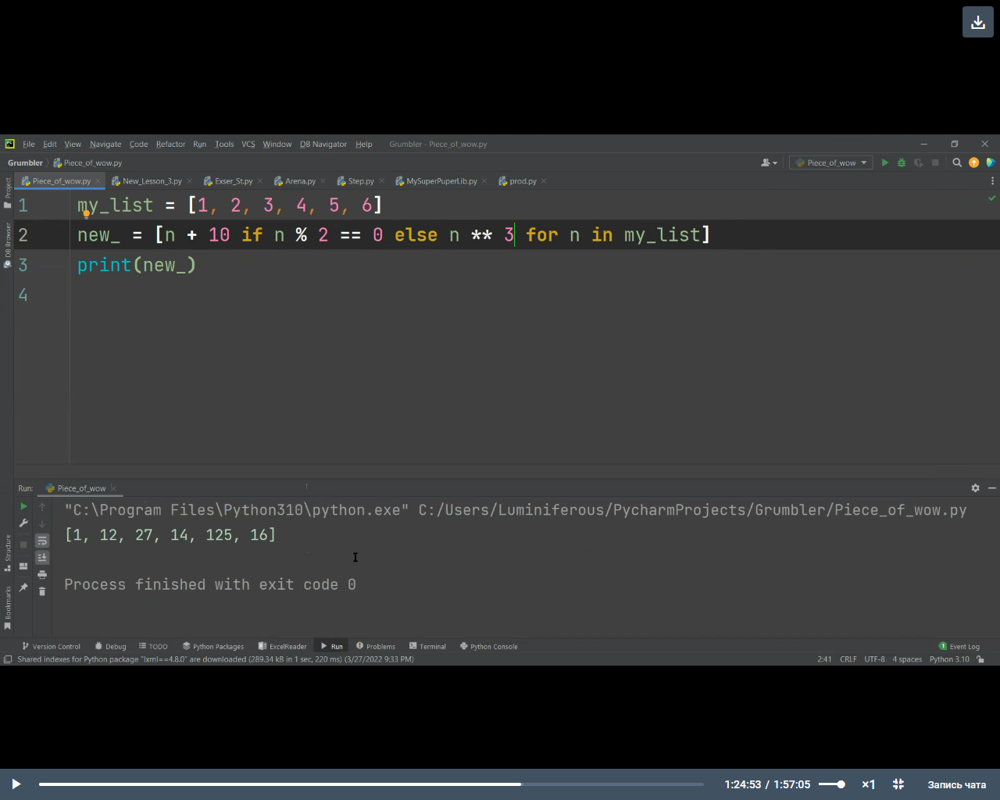 File Edit View Navigate Code Refactor Run Tools VCS Window DB Navigator Help Grumbler - Piece_of_wow.py
Grumbler Piece_of_wow.py Piece_of_wow
Piece_of_wow.py New_Lesson_3.py Exser_St.py Arena.py Step.py MySuperPuperLib.py prod.py
Project
DB Browser
1 my_list = [1, 2, 3, 4, 5, 6]
2 new_ = [n + 10 if n % 2 == 0 else n ** 3 for n in my_list]
3 print(new_)
4
Run: Piece_of_wow
"C:\Program Files\Python310\python.exe" C:/Users/Luminiferous/PycharmProjects/Grumbler/Piece_of_wow.py
[1, 12, 27, 14, 125, 16]
Process finished with exit code 0
Structure
Bookmarks
Version Control Debug TODO Python Packages ExcelReader Run Problems Terminal Python Console 1 Event Log
Shared indexes for Python package "lxml==4.8.0" are downloaded (289.34 kB in 1 sec, 220 ms) (3/27/2022 9:33 PM) 2:41 CRLF UTF-8 4 spaces Python 3.10
1:24:53 / 1:57:05 ×1 Запись чата